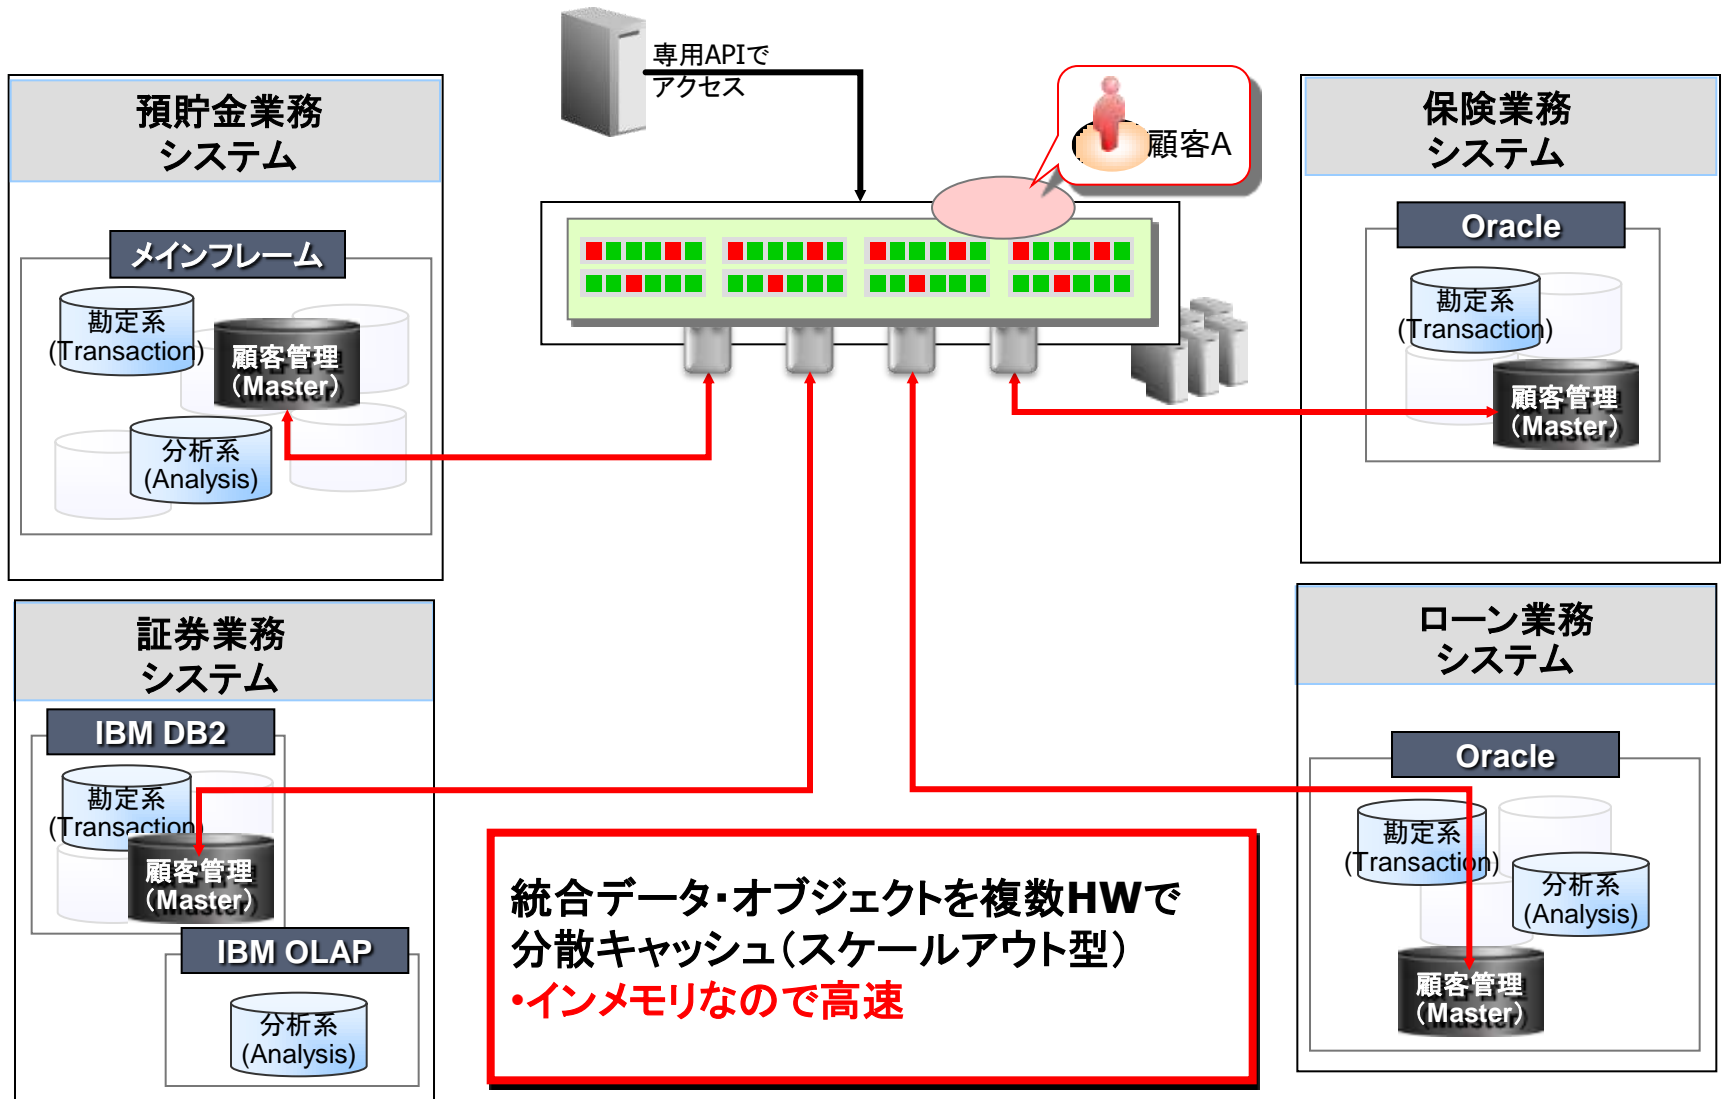 専用APIで
アクセス
顧客A
預貯金業務
システム
メインフレーム
勘定系
(Transaction)
顧客管理
（Master）
分析系
(Analysis)
保険業務
システム
Oracle
勘定系
(Transaction)
顧客管理
（Master）
証券業務
システム
IBM DB2
勘定系
(Transaction)
顧客管理
（Master）
IBM OLAP
分析系
(Analysis)
ローン業務
システム
Oracle
勘定系
(Transaction)
分析系
(Analysis)
顧客管理
（Master）
統合データ・オブジェクトを複数HWで
分散キャッシュ（スケールアウト型）
・インメモリなので高速